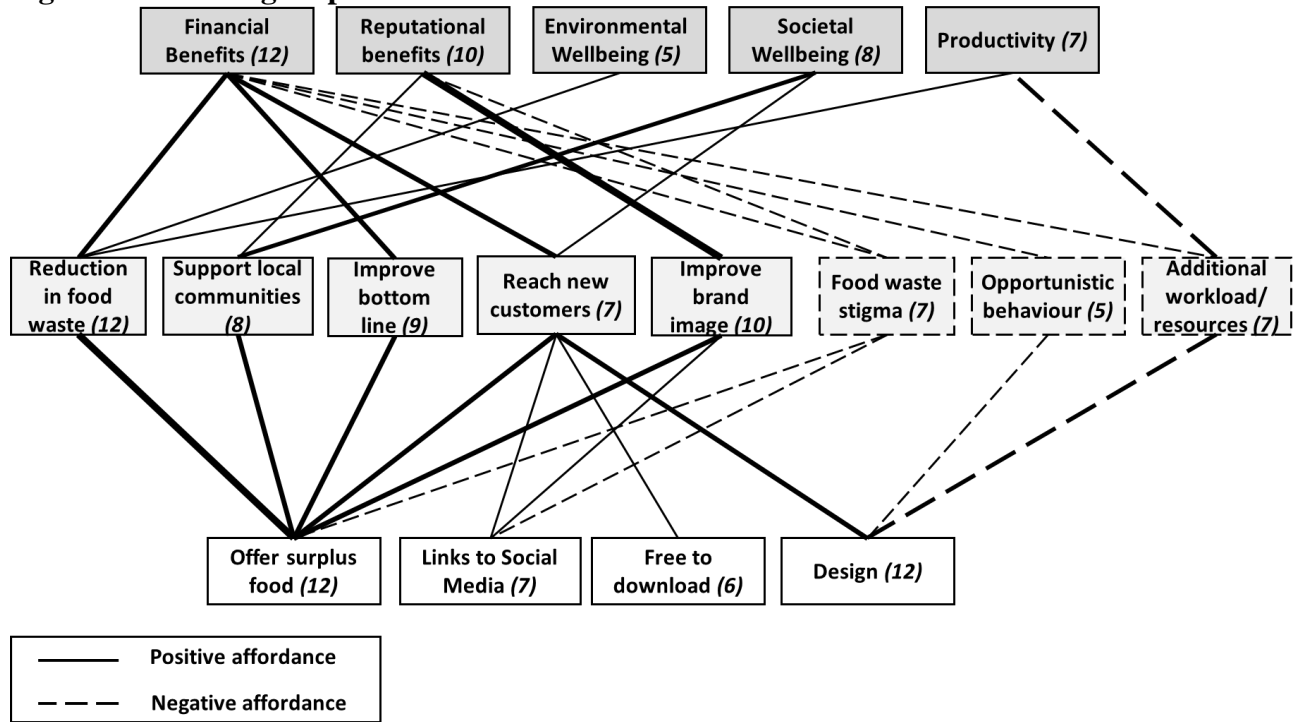 Financial
Benefits (12)
Reputational
benefits (10)
Environmental
Wellbeing (5)
Societal
Wellbeing (8)
Productivity (7)
Reduction
in food
waste (12)
Support local
communities
(8)
Improve
bottom
line (9)
Reach new
customers (7)
Improve
brand
image (10)
Food waste
stigma (7)
Opportunistic
behaviour (5)
Additional
workload/
resources (7)
Offer surplus
food (12)
Links to Social
Media (7)
Free to
download (6)
Design (12)
Positive affordance
Negative affordance